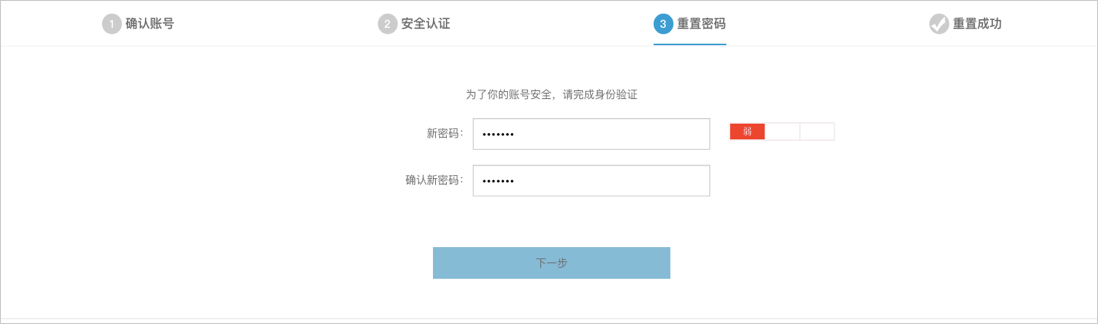 1 确认账号 2 安全认证 3 重置密码 重置成功
为了你的账号安全，请完成身份验证
新密码： ••••••• 弱
确认新密码： •••••••
下一步